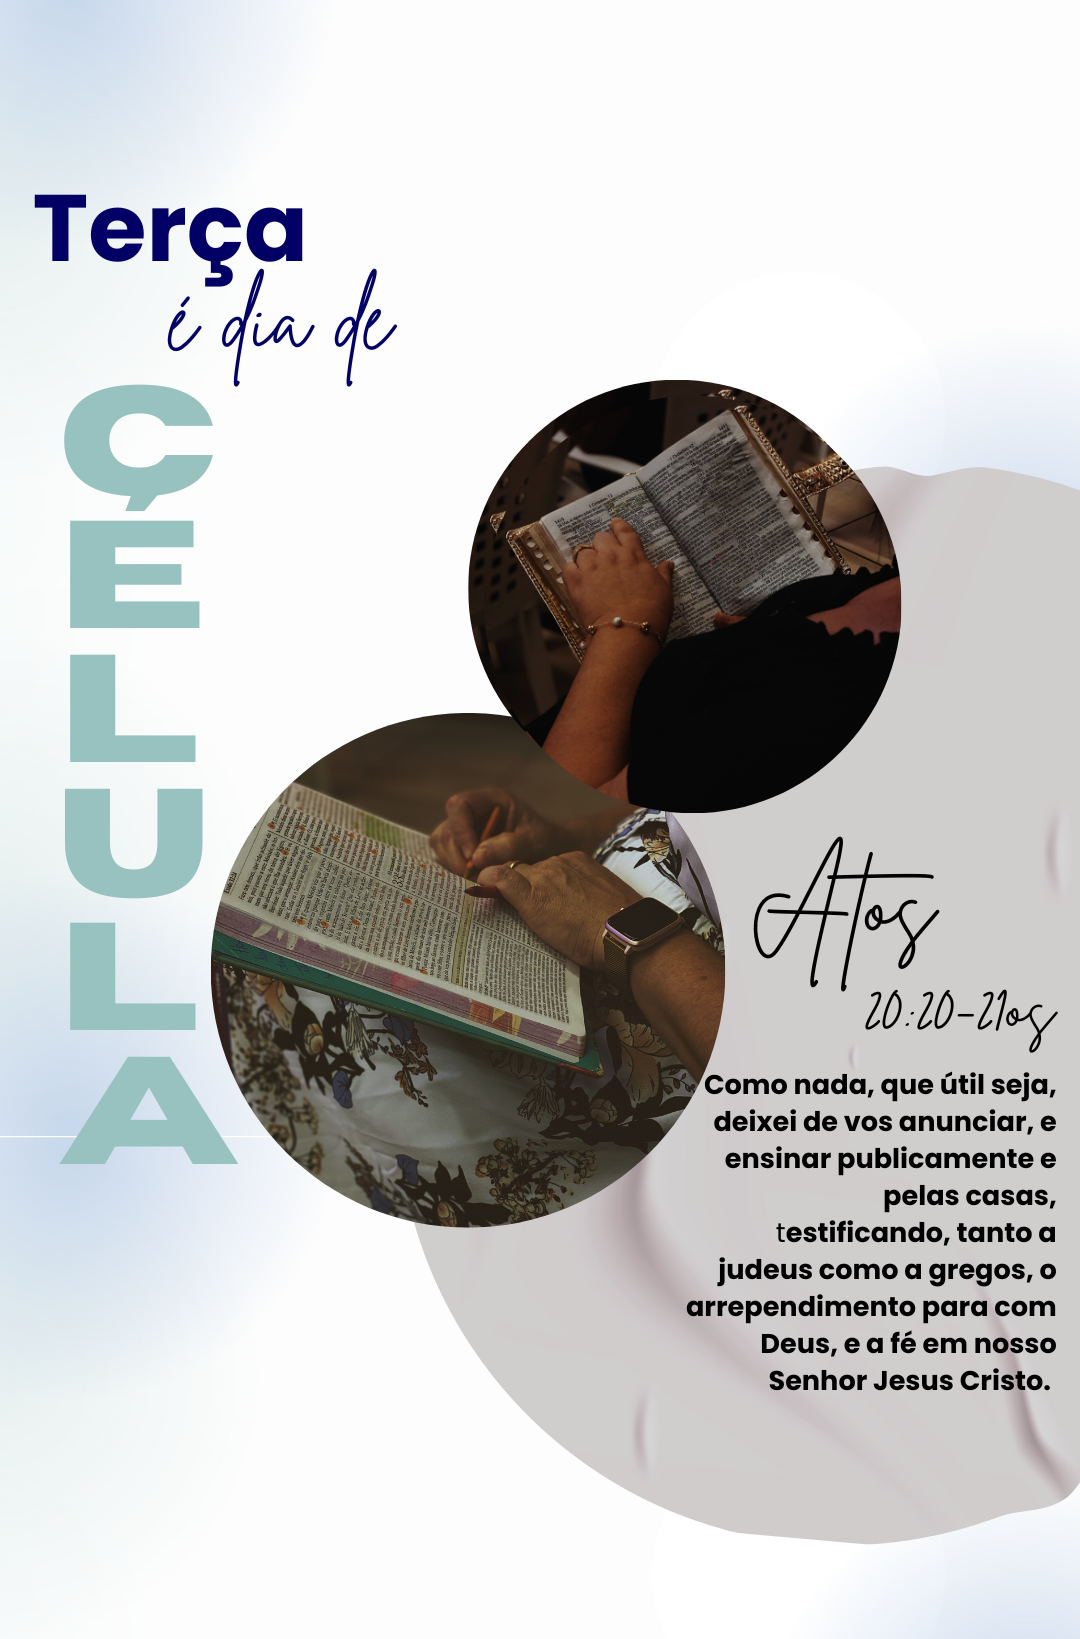 Terça
é dia de
ÇÉLULA
Atos
20:20-21os
Como nada, que útil seja,
deixei de vos anunciar, e
ensinar publicamente e
pelas casas,
testificando, tanto a
judeus como a gregos, o
arrependimento para com
Deus, e a fé em nosso
Senhor Jesus Cristo.